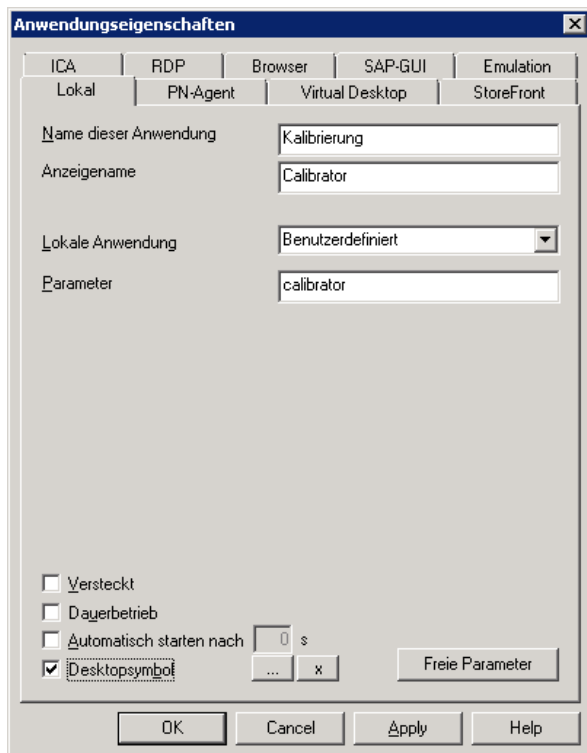 Anwendungseigenschaften
ICA RDP Browser SAP-GUI Emulation
Lokal PN-Agent Virtual Desktop StoreFront
Name dieser Anwendung Kalibrierung
Anzeigename Calibrator
Lokale Anwendung Benutzerdefiniert
Parameter calibrator
Versteckt
Dauerbetrieb
Automatisch starten nach 0 s
Desktopsymbol ... x Freie Parameter
OK Cancel Apply Help